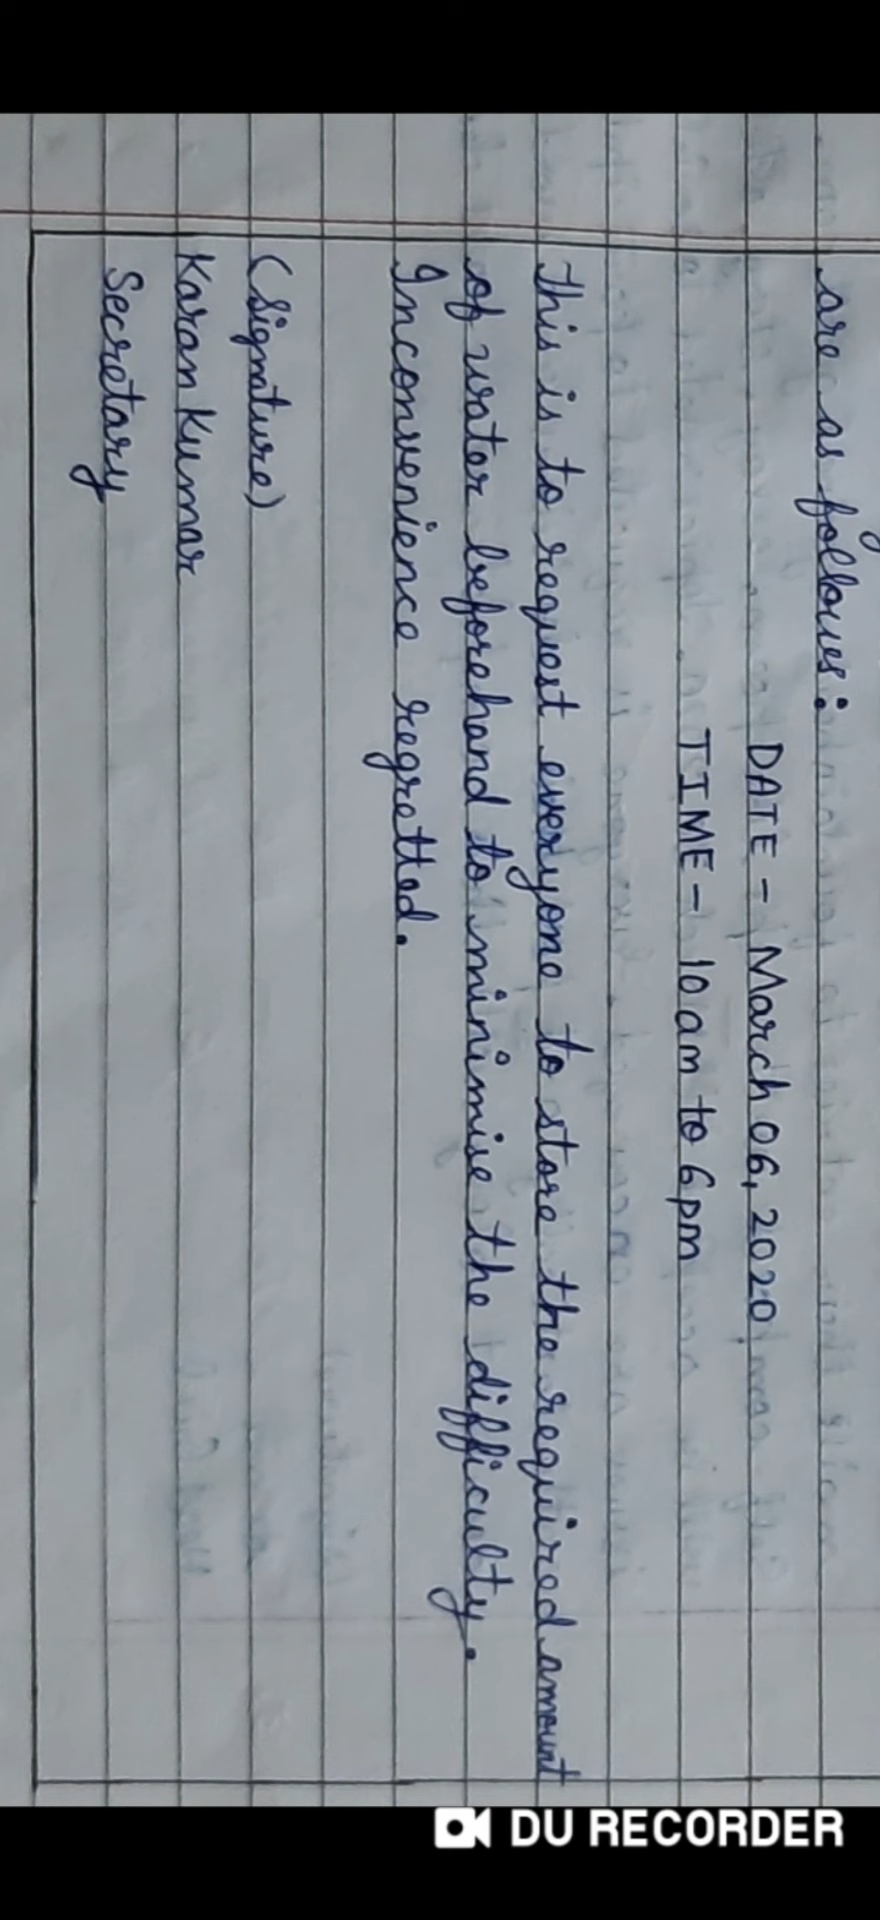 are as follows:
DATE - March 06, 2020
TIME - 10 am to 6 pm
This is to request everyone to store the required amount
of water beforehand to minimise the difficulty.
Inconvenience regretted.
(Signature)
Karan Kumar
Secretary
DU RECORDER